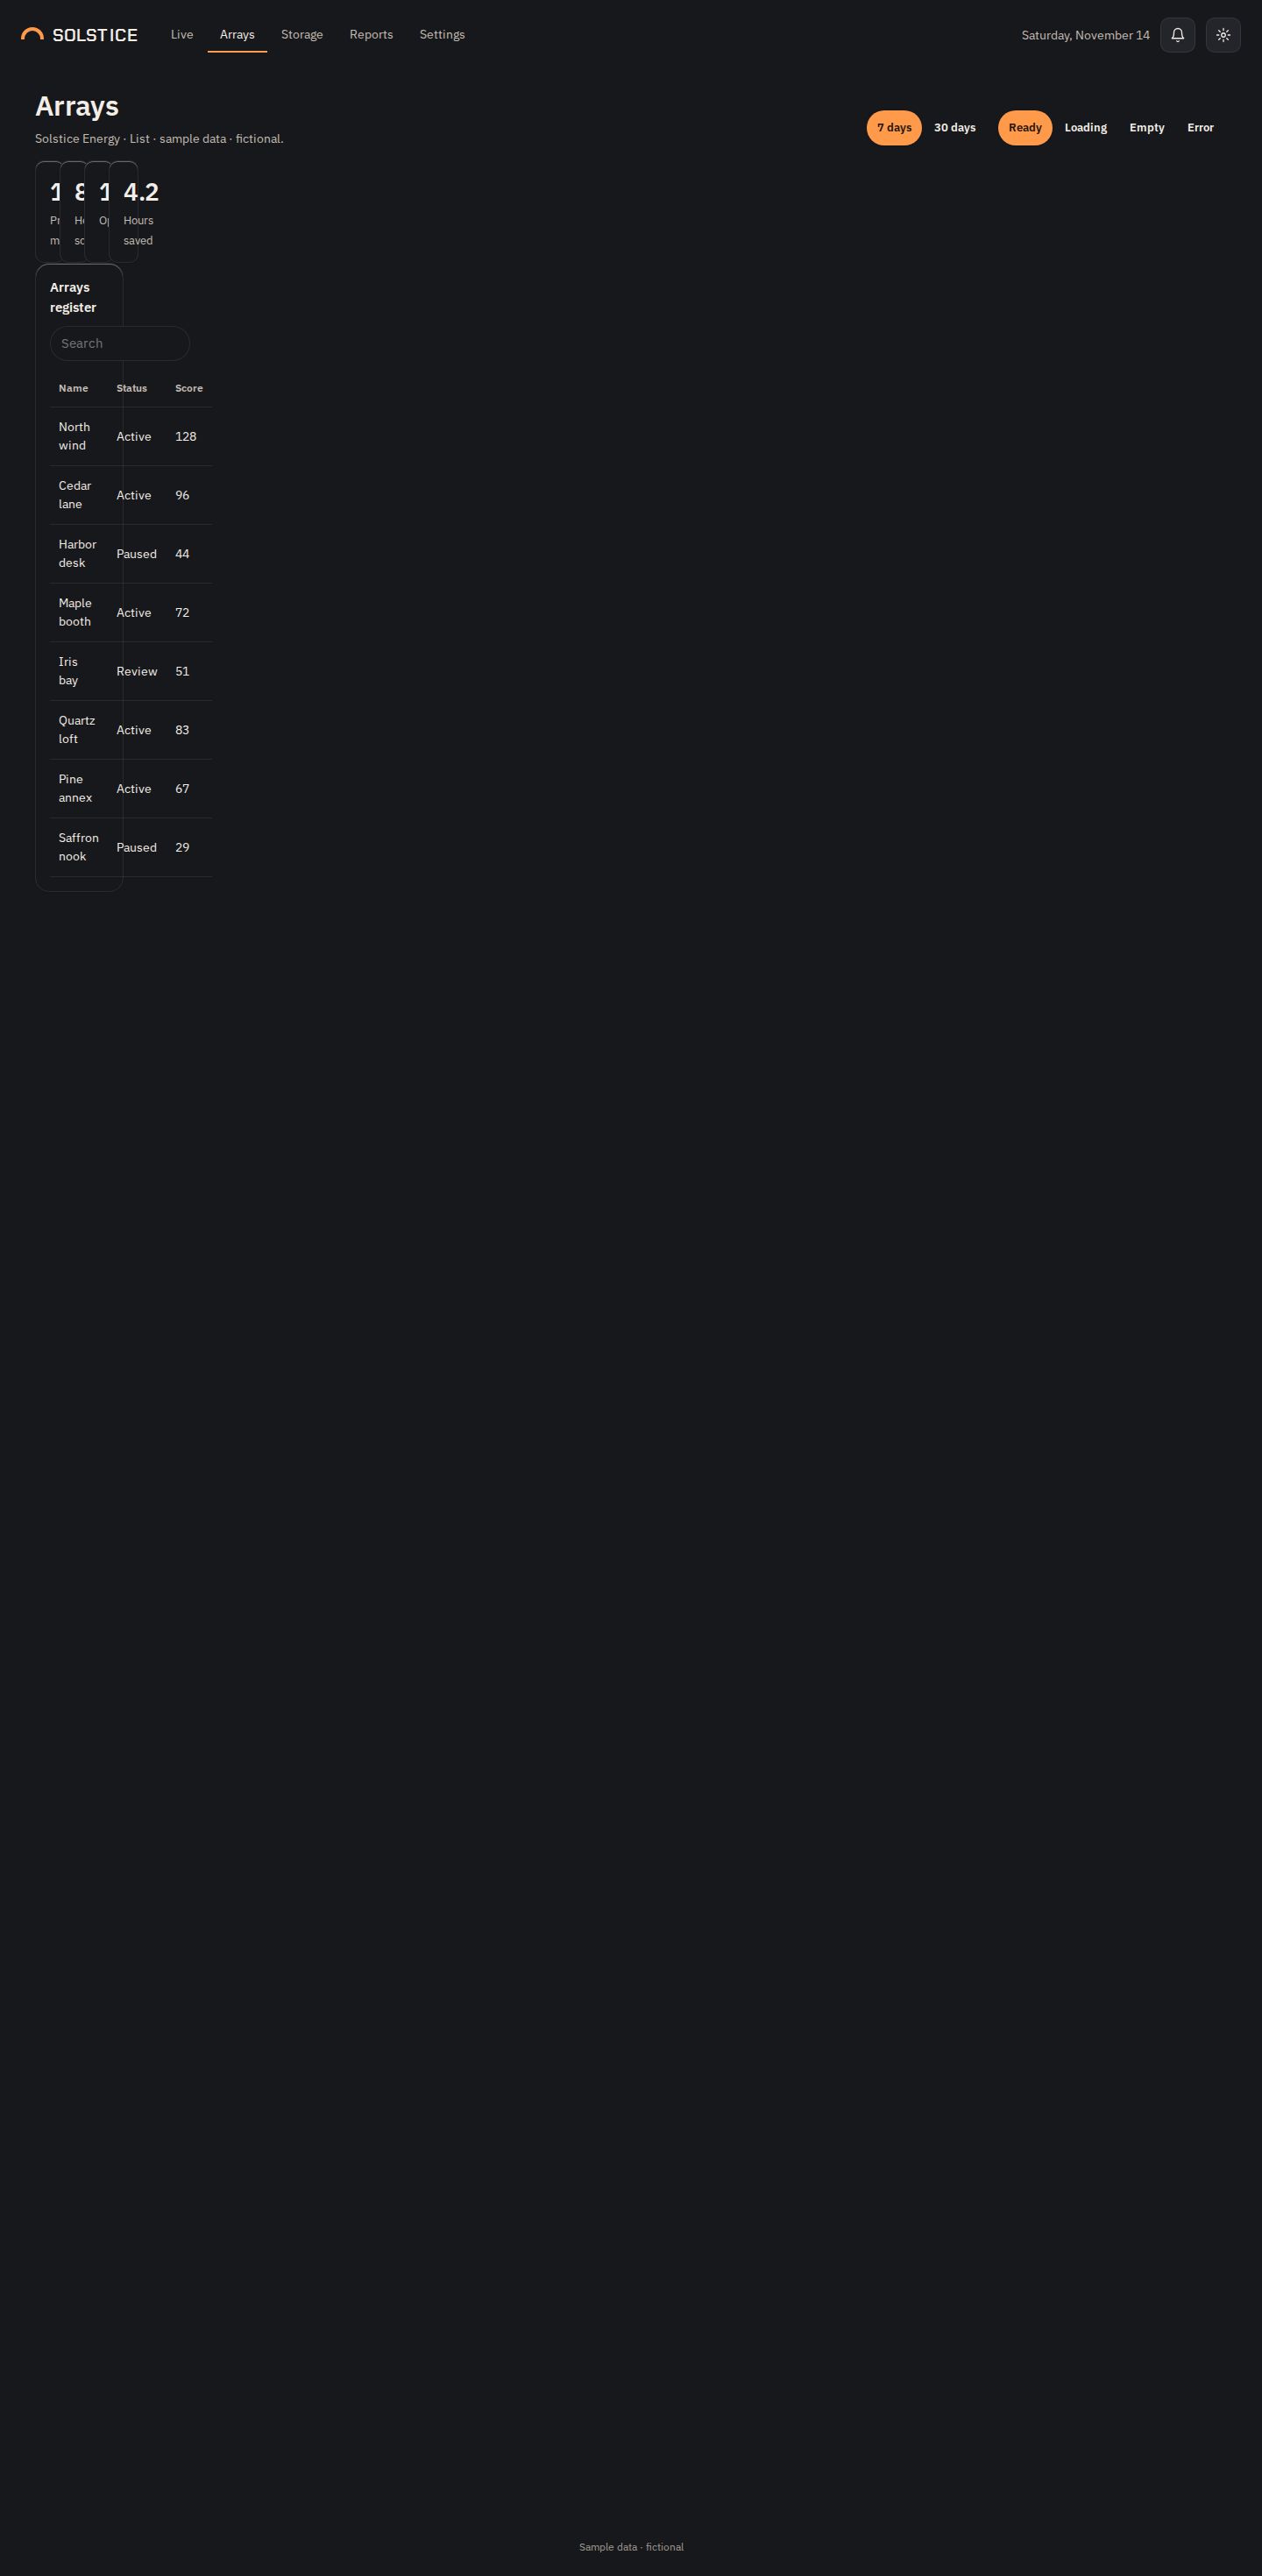 SOLSTICE Live Arrays Storage Reports Settings Saturday, November 14
Arrays
Solstice Energy · List · sample data · fictional.
7 days 30 days Ready Loading Empty Error
4.2
Hours
saved
Arrays
register
Search
Name Status Score
North
wind
Active 128
Cedar
lane
Active 96
Harbor
desk
Paused 44
Maple
booth
Active 72
Iris
bay
Review 51
Quartz
loft
Active 83
Pine
annex
Active 67
Saffron
nook
Paused 29
Sample data · fictional